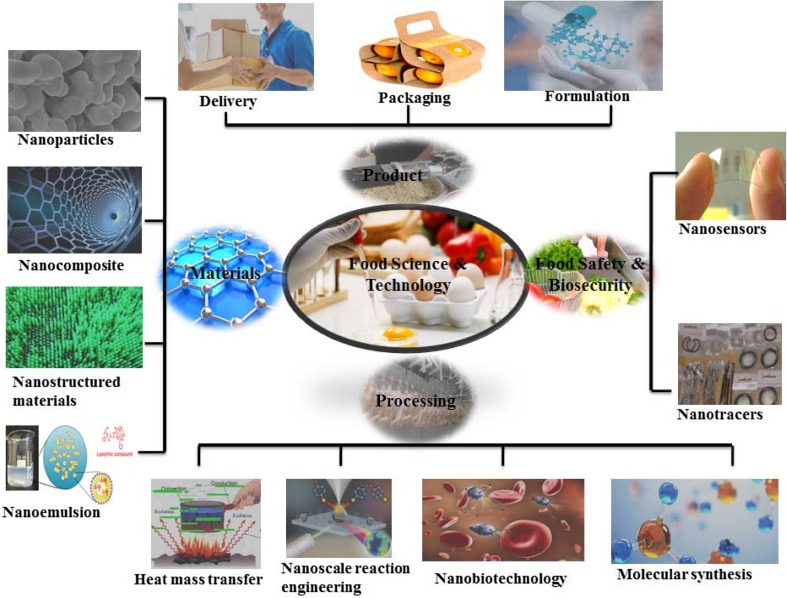 Delivery
Packaging
Formulation
Nanoparticles
Product
Nanosensors
Nanocomposite
Materials
Food Science &
Technology
Food Safety &
Biosecurity
Nanostructured
materials
Processing
Nanotracers
Lipophilic compound
Nanoemulsion
Convection
Conduction
Radiation
Radiation
Heat mass transfer
Nanoscale reaction
engineering
Nanobiotechnology
Molecular synthesis